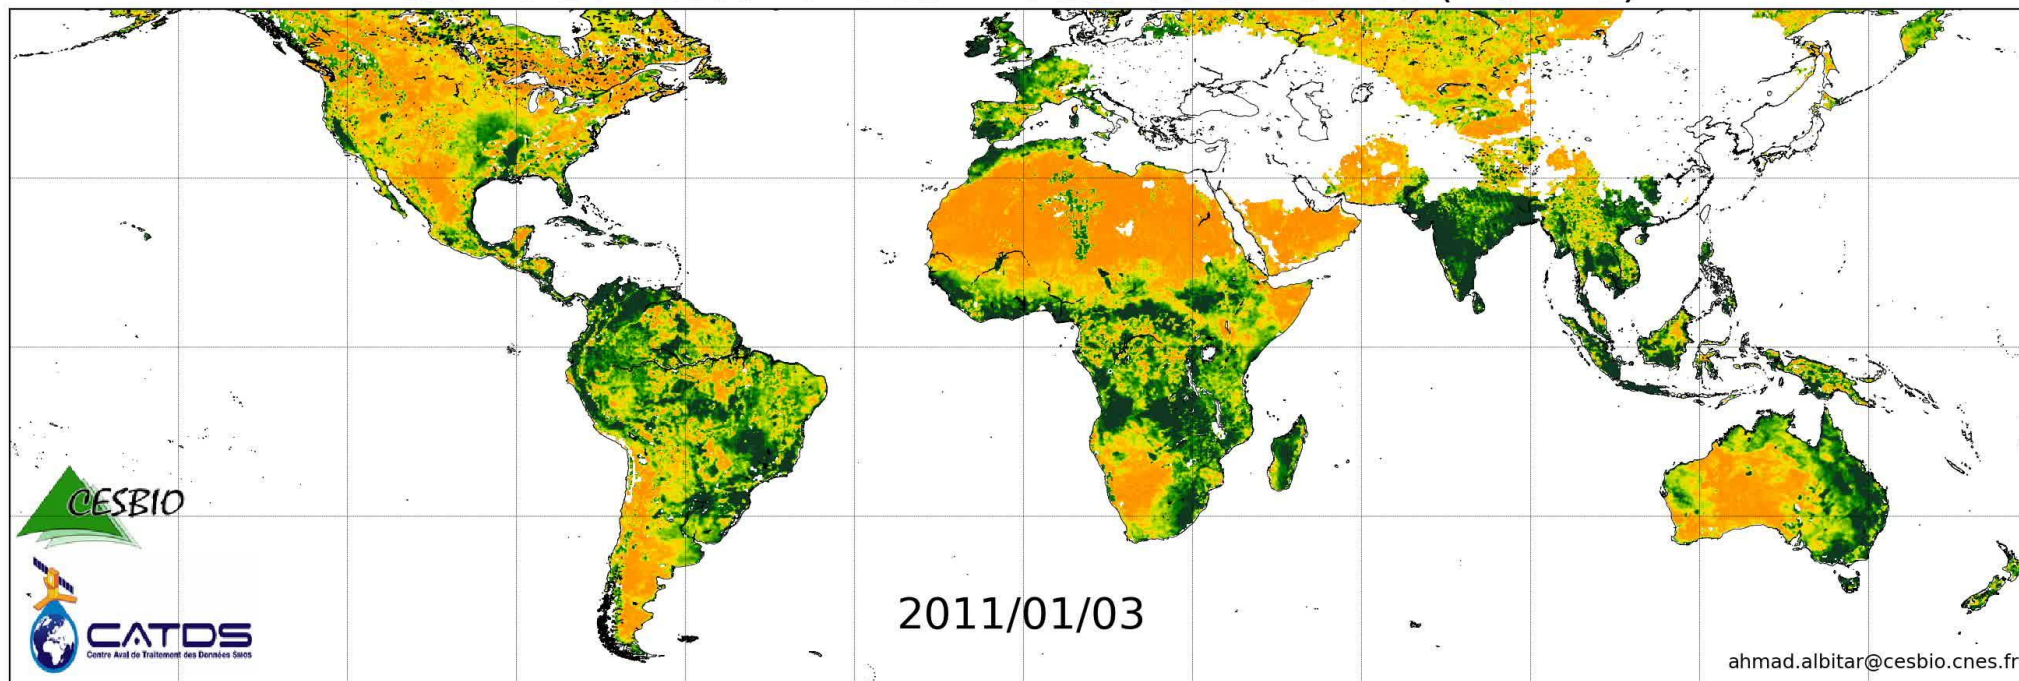 CESBIO
CATDS
Centre Aval de Traitement des Données SMOS
2011/01/03
ahmad.albitar@cesbio.cnes.fr